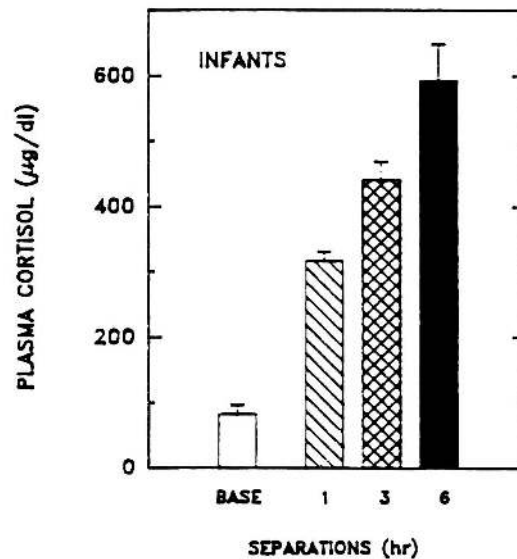 INFANTS
PLASMA CORTISOL (µg/dl)
600
400
200
0
BASE 1 3 6
SEPARATIONS (hr)